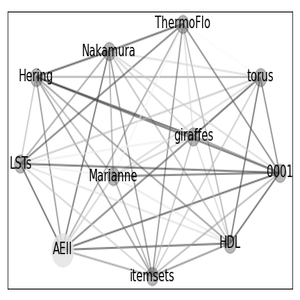 ThermoFlo
Nakamura
Hering
torus
giraffes
LSTs
Marianne
0001
AEII
HDL
itemsets